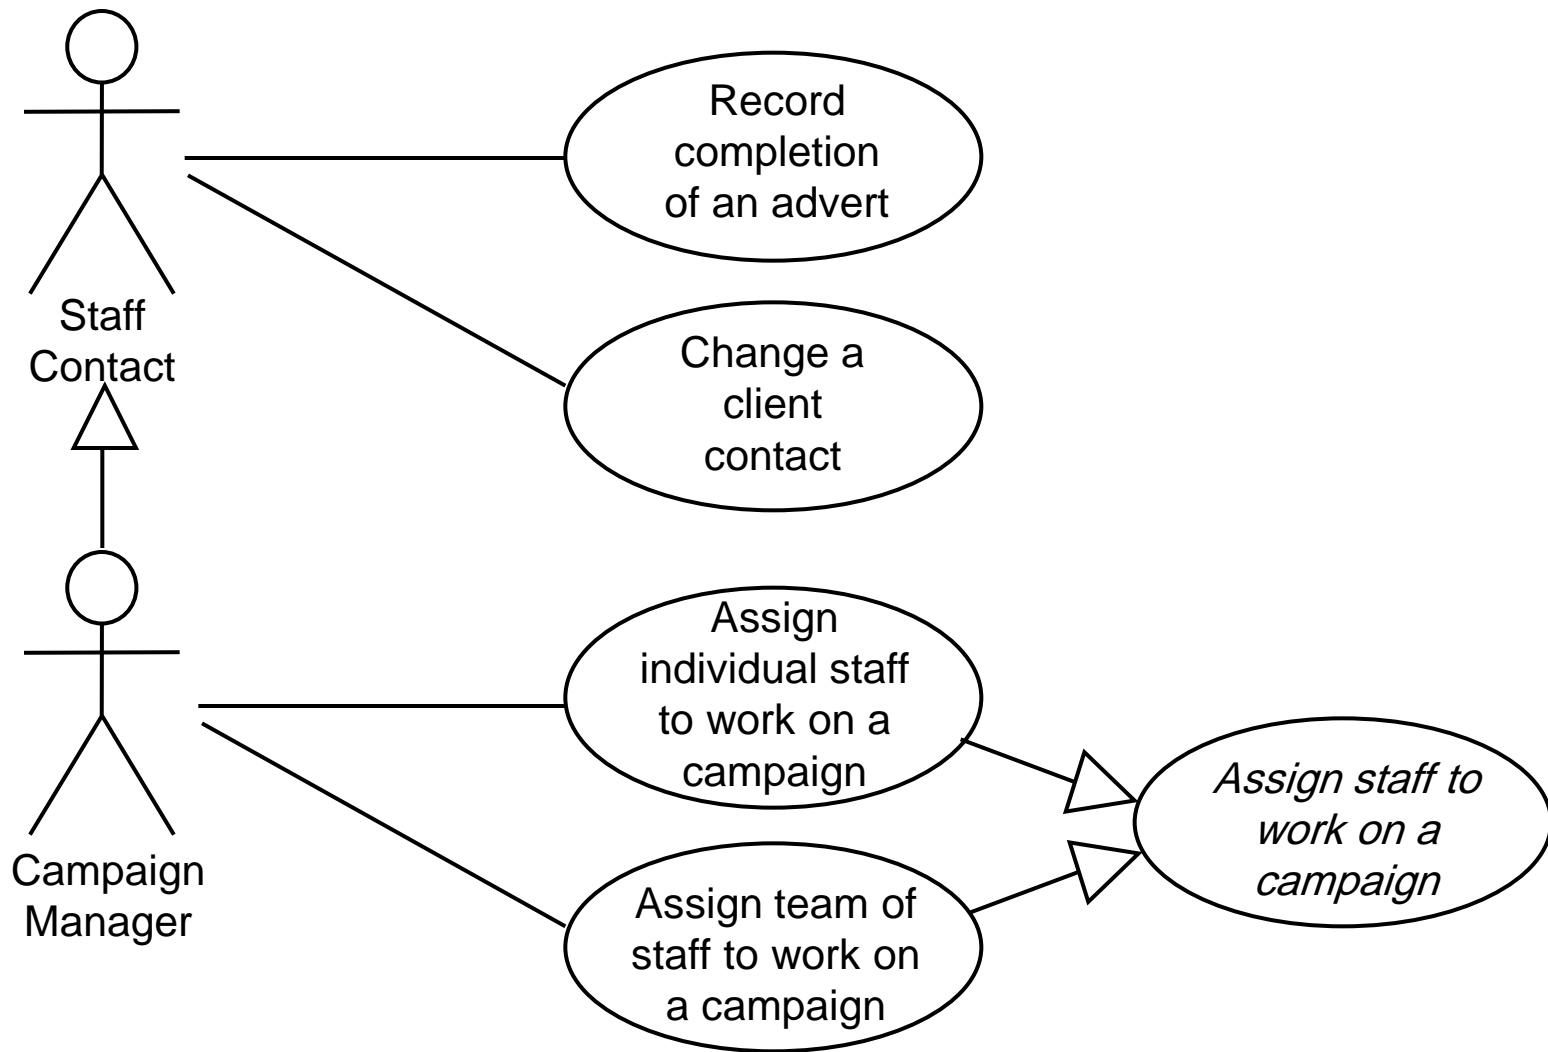 Record
completion
of an advert
Staff
Contact
Change a
client
contact
Assign
individual staff
to work on a
campaign
Assign staff to
work on a
campaign
Campaign
Manager
Assign team of
staff to work on
a campaign